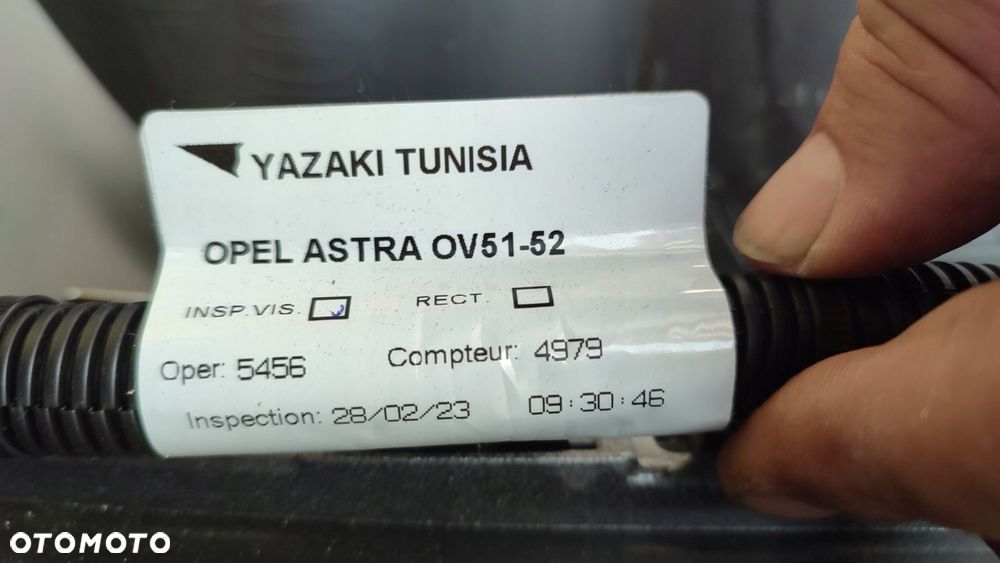 YAZAKI TUNISIA
OPEL ASTRA OV51-52
INSP.VIS. RECT.
Oper: 5456 Compteur: 4979
Inspection: 28/02/23 09:30:46
OTOMOTO